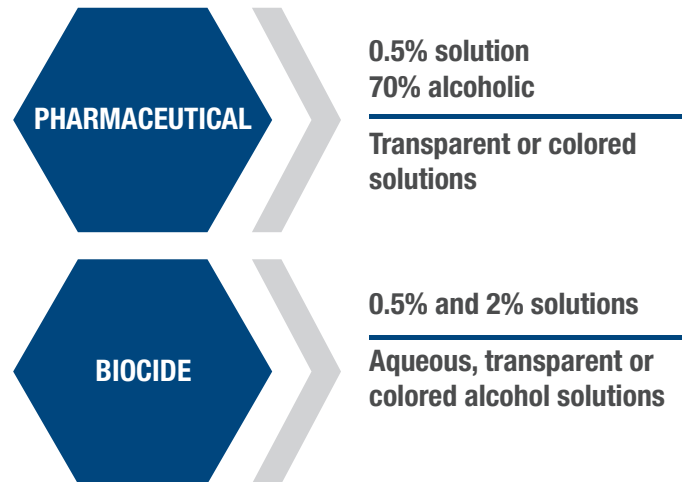 PHARMACEUTICAL
0.5% solution
70% alcoholic
Transparent or colored
solutions
BIOCIDE
0.5% and 2% solutions
Aqueous, transparent or
colored alcohol solutions